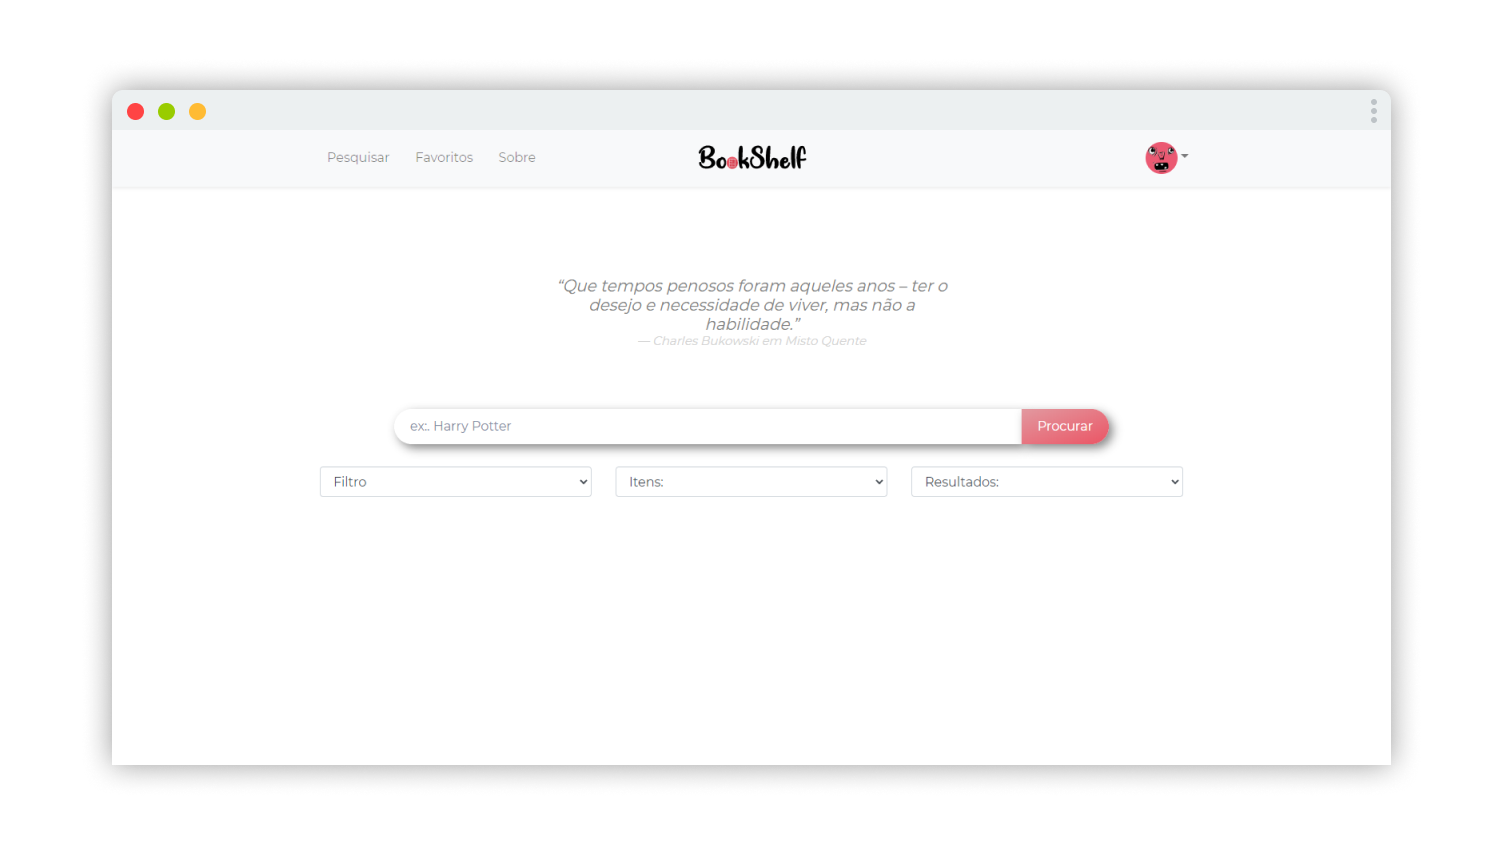 Pesquisar Favoritos Sobre BookShelf
“Que tempos penosos foram aqueles anos – ter o
desejo e necessidade de viver, mas não a
habilidade.”
— Charles Bukowski em Misto Quente
ex:. Harry Potter Procurar
Filtro Itens: Resultados: